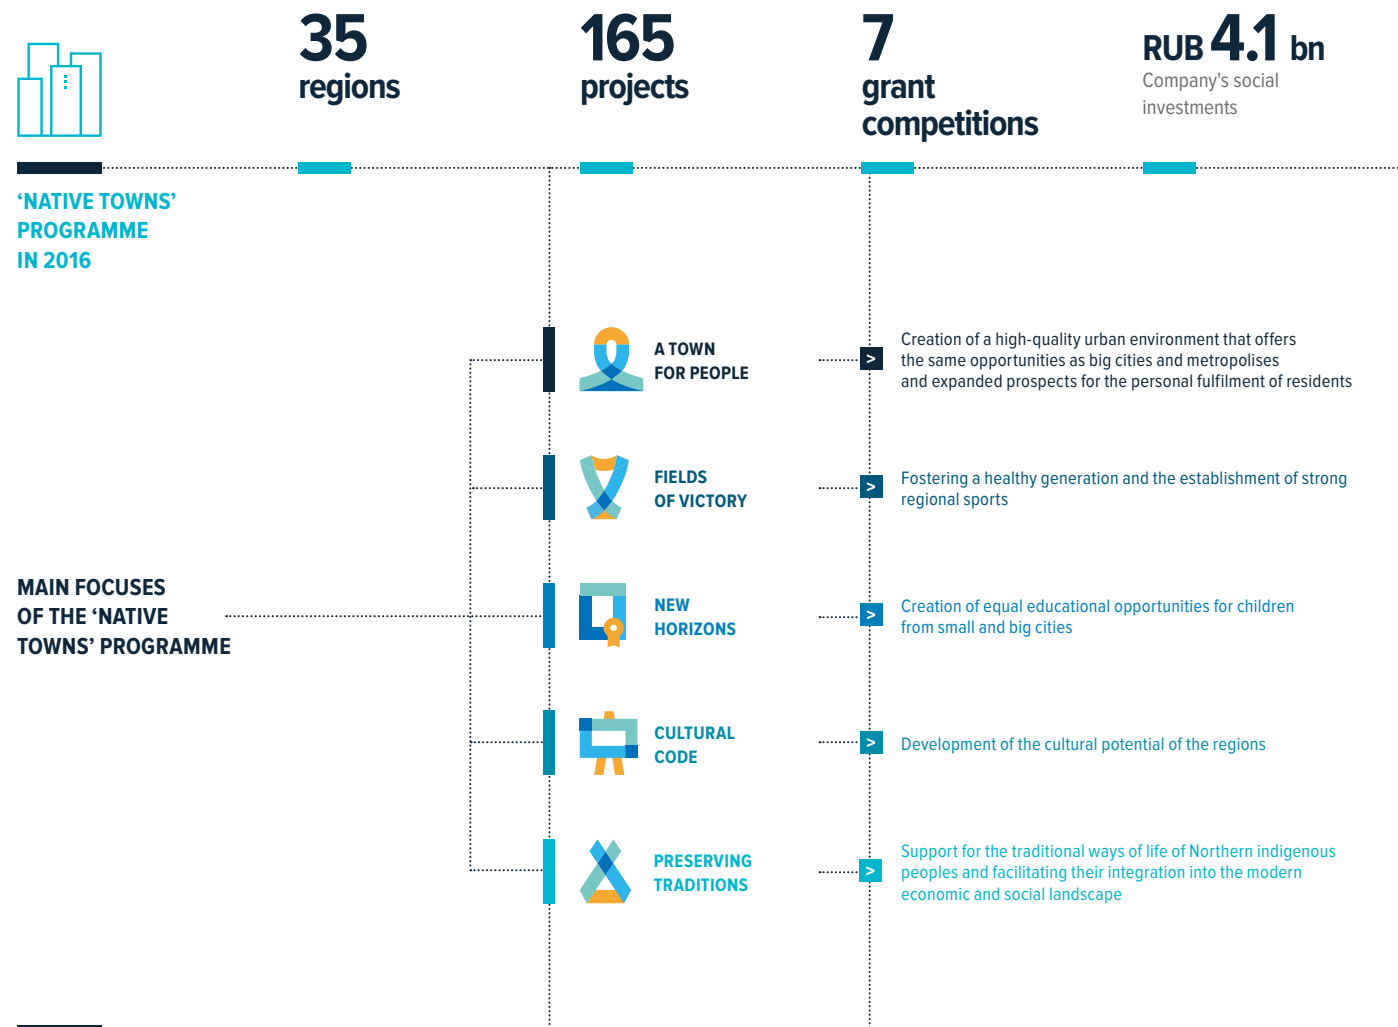 35
regions
165
projects
7
grant
competitions
RUB 4.1 bn
Company's social
investments
‘NATIVE TOWNS’
PROGRAMME
IN 2016
MAIN FOCUSES
OF THE ‘NATIVE
TOWNS’ PROGRAMME
A TOWN
FOR PEOPLE
>
Creation of a high-quality urban environment that offers
the same opportunities as big cities and metropolises
and expanded prospects for the personal fulfilment of residents
FIELDS
OF VICTORY
>
Fostering a healthy generation and the establishment of strong
regional sports
NEW
HORIZONS
>
Creation of equal educational opportunities for children
from small and big cities
CULTURAL
CODE
>
Development of the cultural potential of the regions
PRESERVING
TRADITIONS
>
Support for the traditional ways of life of Northern indigenous
peoples and facilitating their integration into the modern
economic and social landscape